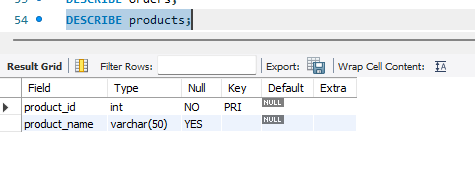 53 DESCRIBE orders;
54 DESCRIBE products;
Result Grid Filter Rows: Export: Wrap Cell Content:
Field Type Null Key Default Extra
product_id int NO PRI NULL
product_name varchar(50) YES NULL